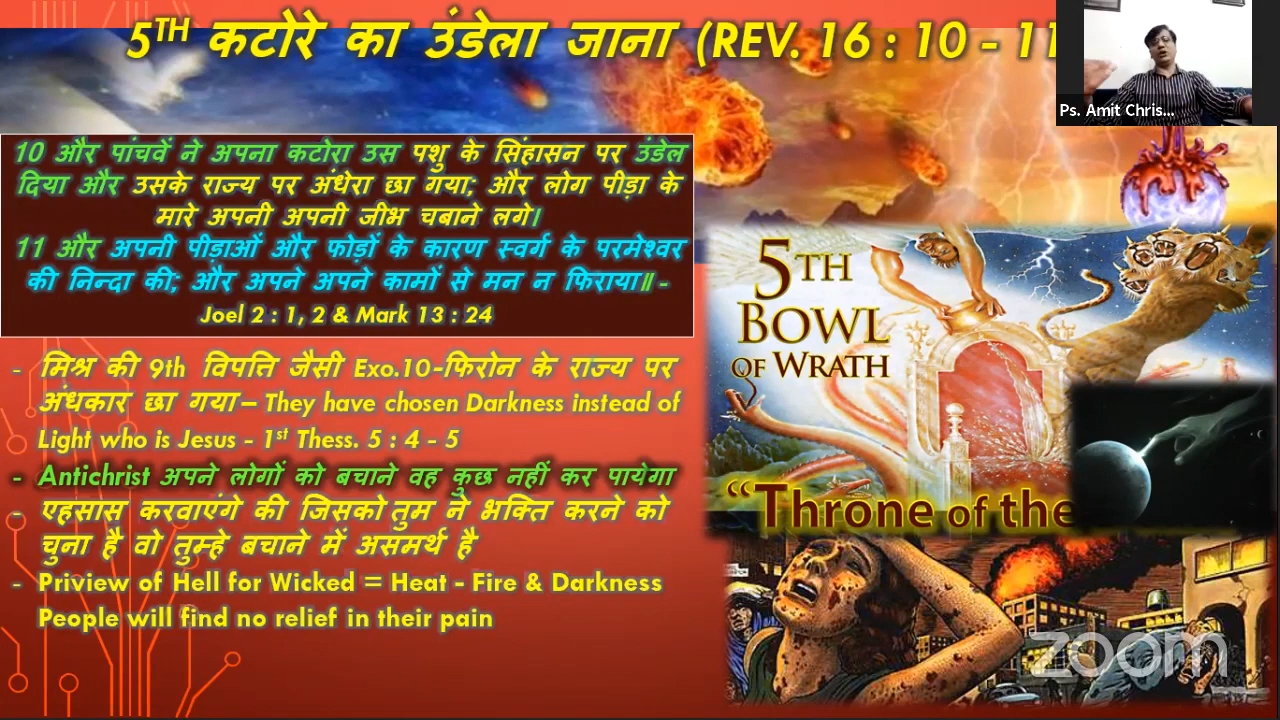 5TH कटोरे का उंडेला जाना (REV. 16 : 10 - 11
Ps. Amit Chris...
10 और पांचवें ने अपना कटोरा उस पशु के सिंहासन पर उंडेल
दिया और उसके राज्य पर अंधेरा छा गया; और लोग पीड़ा के
मारे अपनी अपनी जीभ चबाने लगे।
11 और अपनी पीड़ाओं और फोड़ों के कारण स्वर्ग के परमेश्वर
की निन्दा की; और अपने अपने कामों से मन न फिराया॥ -
Joel 2 : 1, 2 & Mark 13 : 24
- मिश्र की 9th विपत्ति जैसी Exo.10-फिरोन के राज्य पर
अंधकार छा गया – They have chosen Darkness instead of
Light who is Jesus - 1st Thess. 5 : 4 - 5
- Antichrist अपने लोगों को बचाने वह कुछ नहीं कर पायेगा
- एहसास करवाएंगे की जिसको तुम ने भक्ति करने को
चुना है वो तुम्हे बचाने में असमर्थ है
- Priview of Hell for Wicked = Heat - Fire & Darkness
People will find no relief in their pain
5TH
BOWL
OF WRATH
“Throne of the
zoom